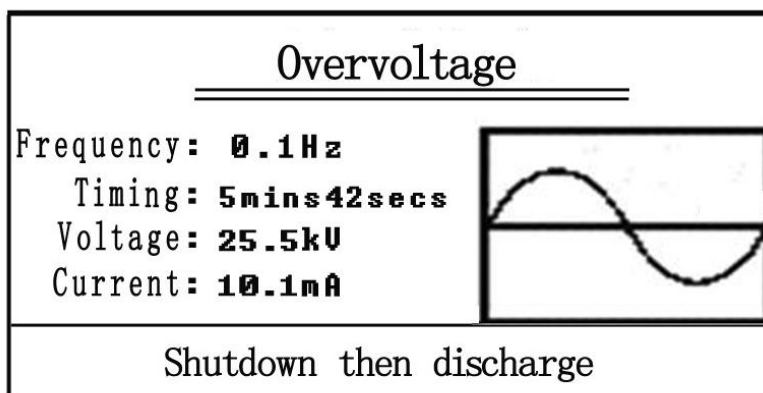 Overvoltage
Frequency: 0.1Hz
Timing: 5mins42secs
Voltage: 25.5kV
Current: 10.1mA
Shutdown then discharge